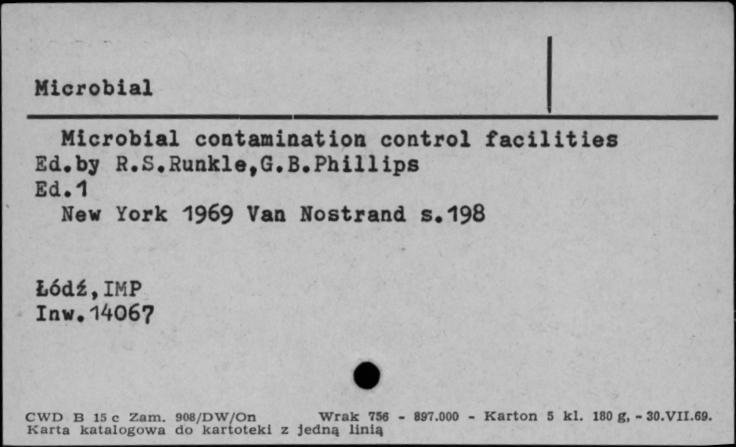 Microbial
Microbial contamination control facilities
Ed.by R.S.Runkle,G.B.Phillips
Ed.1
New York 1969 Van Nostrand s.198
Łódź,IMP
Inw.14067
CWD B 15 c Zam. 908/DW/On Wrak 756 - 897.000 - Karton 5 kl. 180 g, - 30.VII.69.
Karta katalogowa do kartoteki z jedną linią